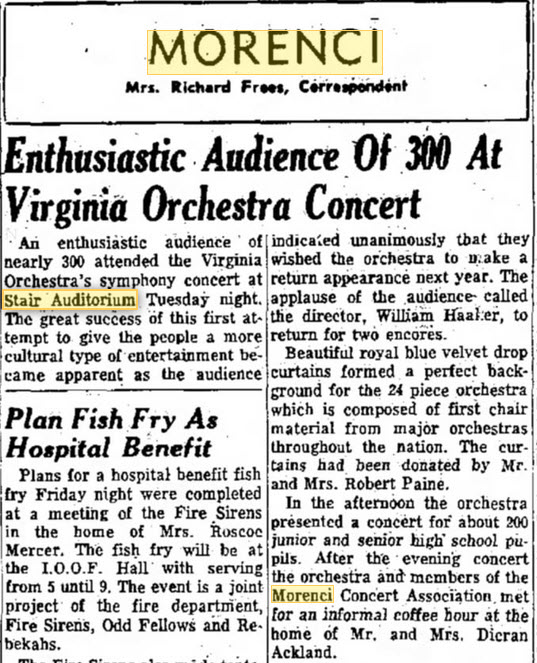 MORENCI
Mrs. Richard Frees, Correspondent
Enthusiastic Audience Of 300 At
Virginia Orchestra Concert
An enthusiastic audience of
nearly 300 attended the Virginia
Orchestra's symphony concert at
Stair Auditorium Tuesday night.
The great success of this first at-
tempt to give the people a more
cultural type of entertainment be-
came apparent as the audience
indicated unanimously that they
wished the orchestra to make a
return appearance next year. The
applause of the audience called
the director, William Haaker, to
return for two encores.
Beautiful royal blue velvet drop
curtains formed a perfect back-
ground for the 24 piece orchestra
which is composed of first chair
material from major orchestras
throughout the nation. The cur-
tains had been donated by Mr.
and Mrs. Robert Paine.
In the afternoon the orchestra
presented a concert for about 200
junior and senior high school pu-
pils. After the evening concert
the orchestra and members of the
Morenci Concert Association met
for an informal coffee hour at the
home of Mr. and Mrs. Dicran
Ackland.
Plan Fish Fry As
Hospital Benefit
Plans for a hospital benefit fish
fry Friday night were completed
at a meeting of the Fire Sirens
in the home of Mrs. Roscoe
Mercer. The fish fry will be at
the I.O.O.F. Hall with serving
from 5 until 9. The event is a joint
project of the fire department,
Fire Sirens, Odd Fellows and Re-
bekahs.